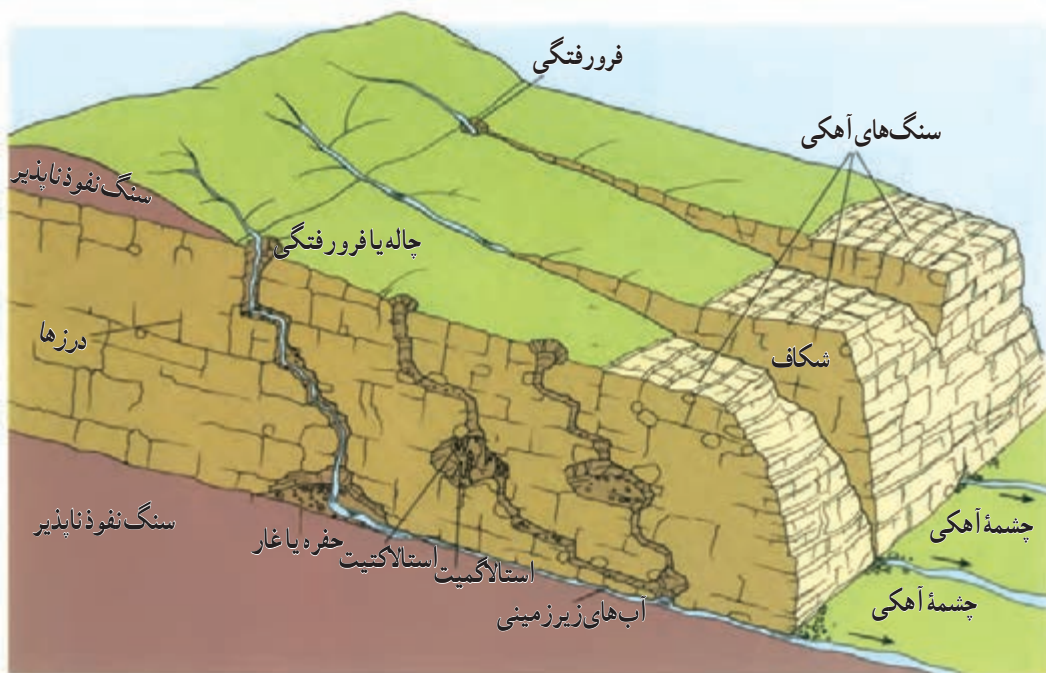 فرورفتگی
سنگ‌های آهکی
سنگ نفوذناپذیر
چاله یا فرورفتگی
درزها
شکاف
سنگ نفوذناپذیر
حفره یا غار
استالاکتیت
استالاگمیت
آب‌های زیرزمینی
چشمهٔ آهکی
چشمهٔ آهکی